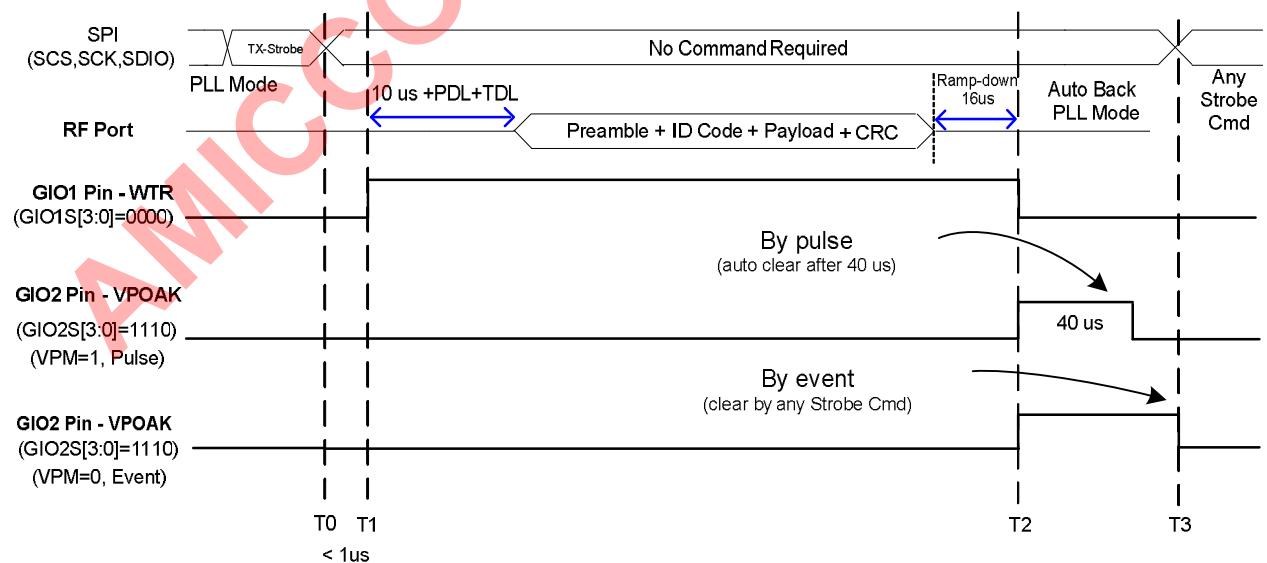 SPI
(SCS,SCK,SDIO)
TX-Strobe
No Command Required
PLL Mode
10 us +PDL+TDL
Ramp-down
16us
Auto Back
PLL Mode
Any
Strobe
Cmd
RF Port
Preamble + ID Code + Payload + CRC
GIO1 Pin - WTR
(GIO1S[3:0]=0000)
By pulse
(auto clear after 40 us)
GIO2 Pin - VPOAK
(GIO2S[3:0]=1110)
(VPM=1, Pulse)
40 us
By event
(clear by any Strobe Cmd)
GIO2 Pin - VPOAK
(GIO2S[3:0]=1110)
(VPM=0, Event)
T0
T1
T2
T3
< 1us
AMICCO